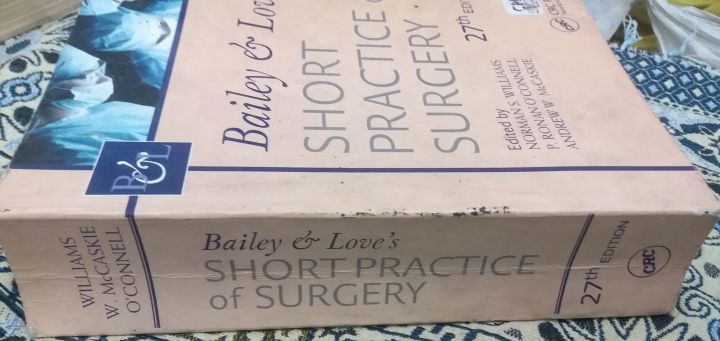 Bailey & Love
SHORT
PRACTICE
SURGERY
27th EDITION
Edited by
NORMAN S. WILLIAMS
P. RONAN O'CONNELL
ANDREW W. McCASKIE
CRC
B&L
WILLIAMS
W. McCASKIE
O'CONNELL
Bailey & Love's
SHORT PRACTICE
of SURGERY
27th EDITION
CRC